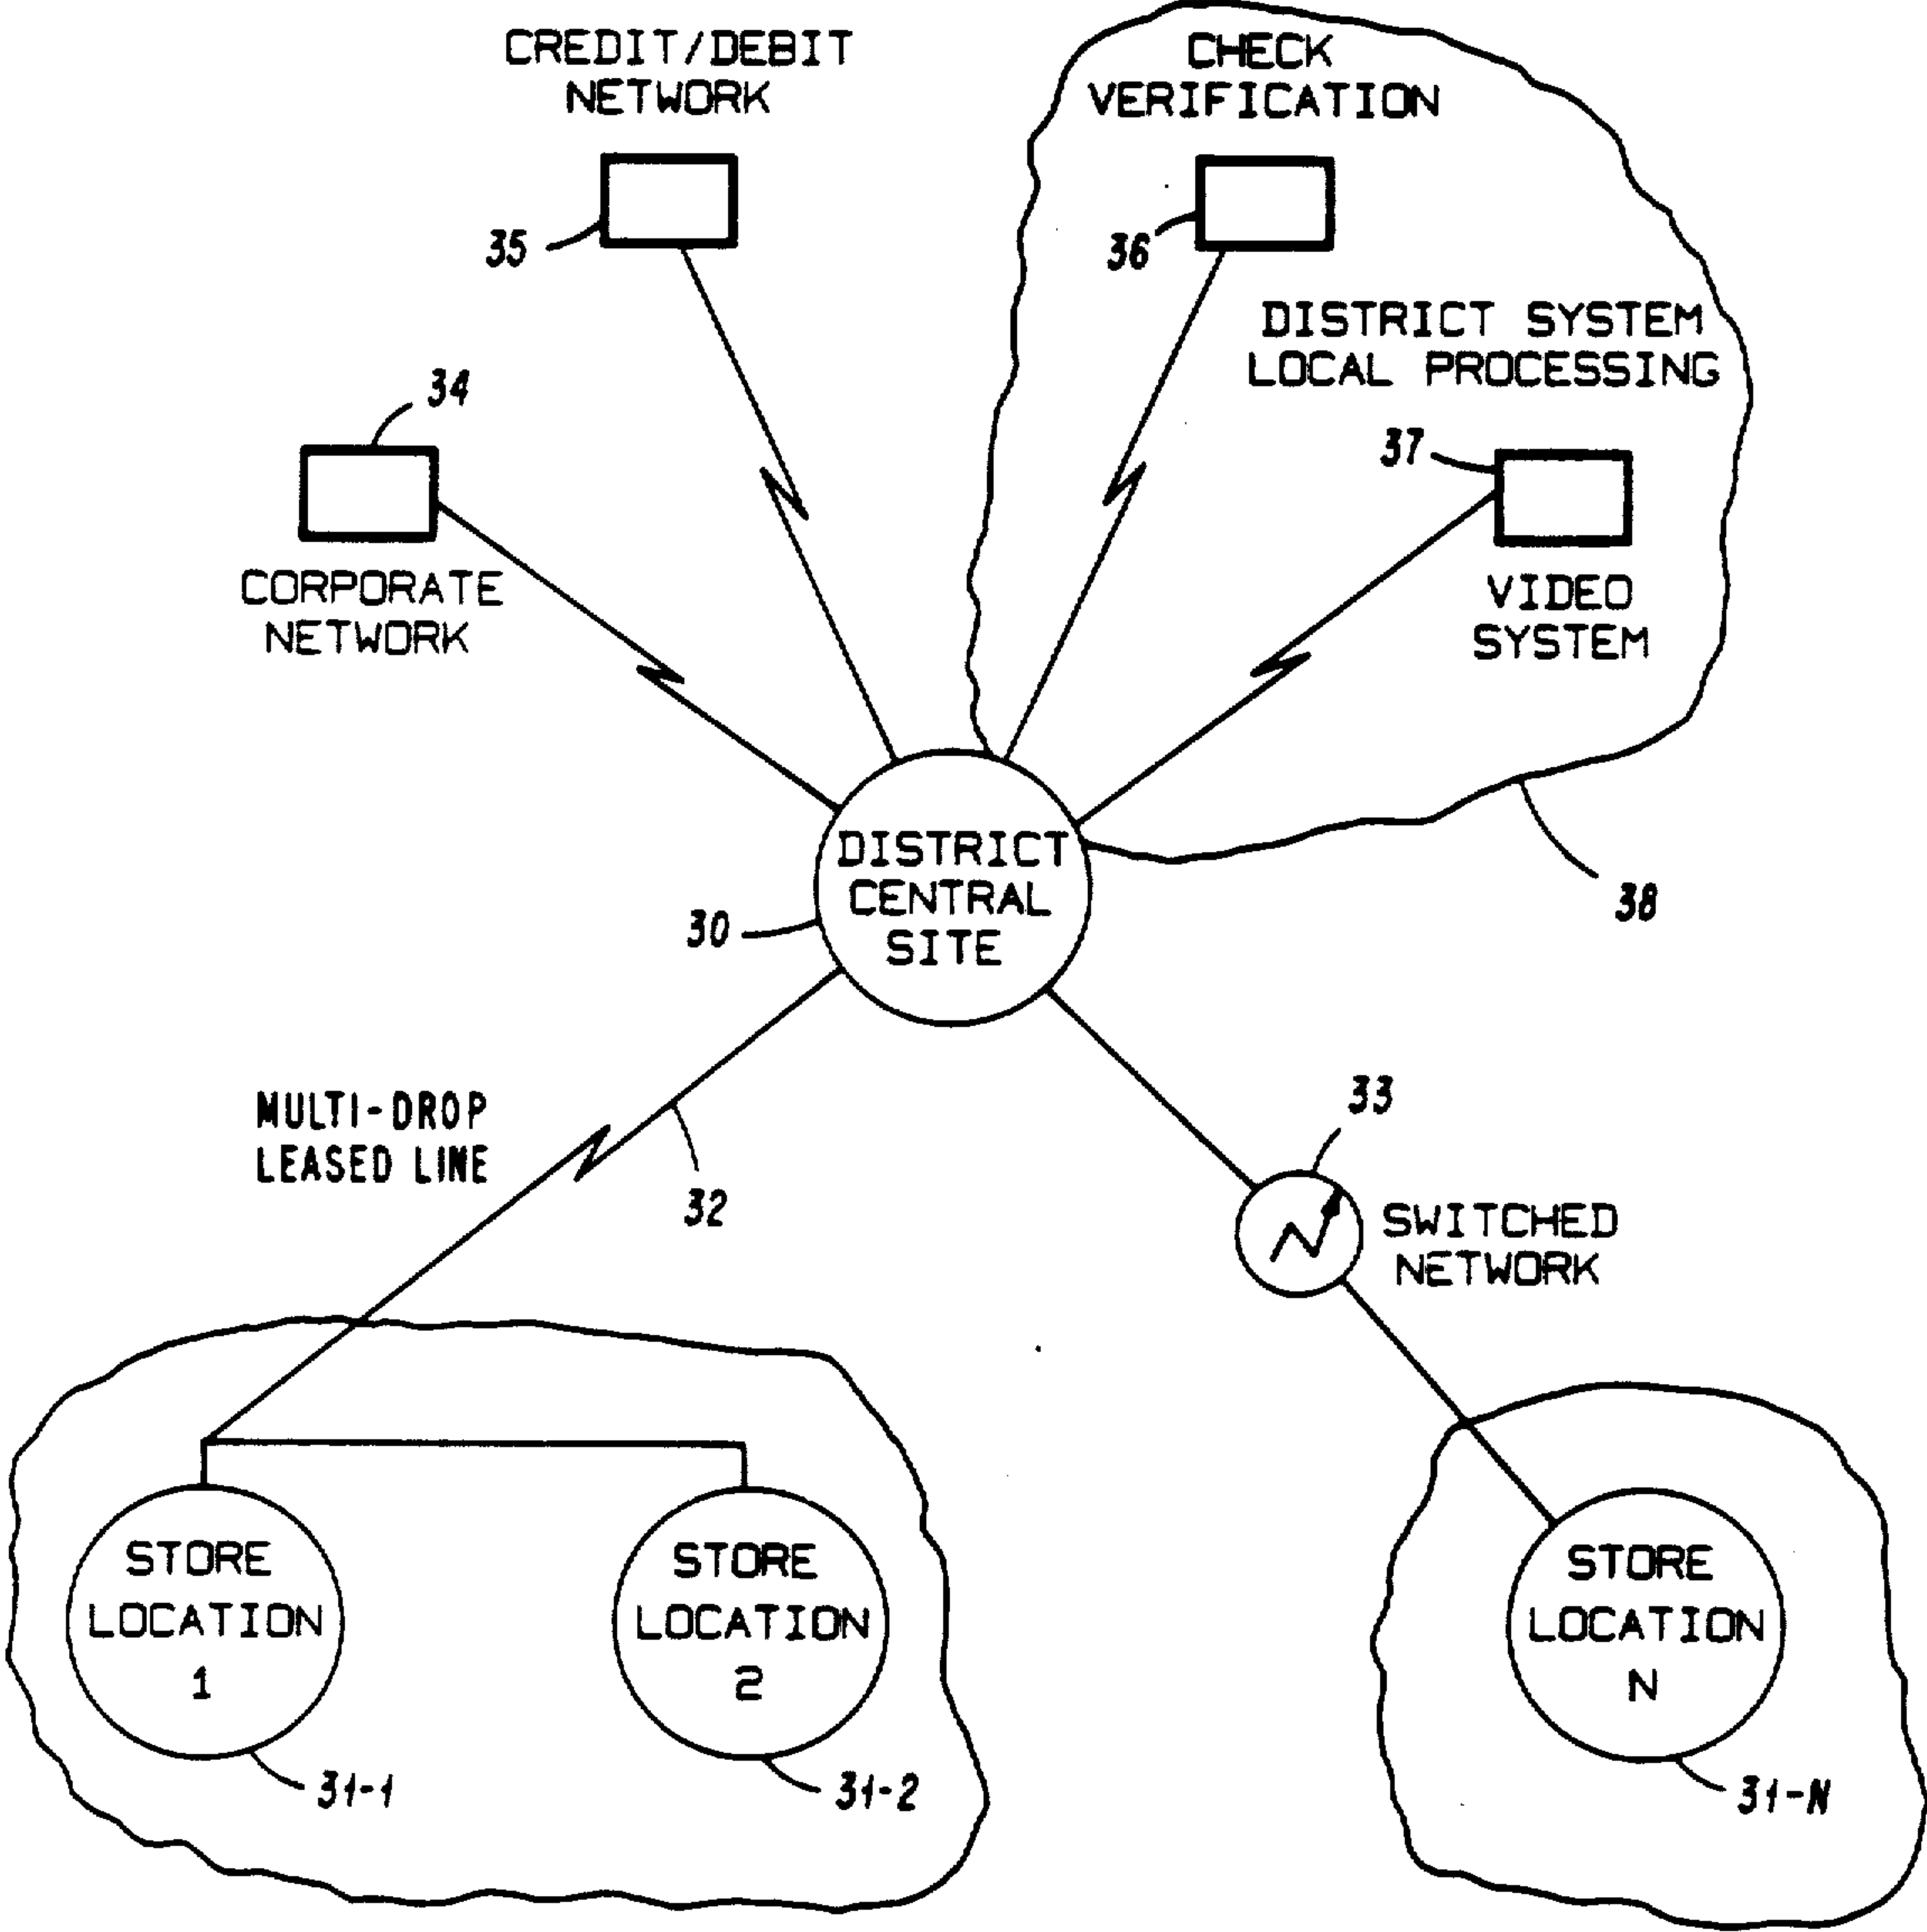 CREDIT/DEBIT
NETWORK
35
CHECK
VERIFICATION
36
DISTRICT SYSTEM
LOCAL PROCESSING
37
VIDEO
SYSTEM
34
CORPORATE
NETWORK
DISTRICT
CENTRAL
SITE
30
38
MULTI-DROP
LEASED LINE
32
33
SWITCHED
NETWORK
STORE
LOCATION
1
31-1
STORE
LOCATION
2
31-2
STORE
LOCATION
N
31-N